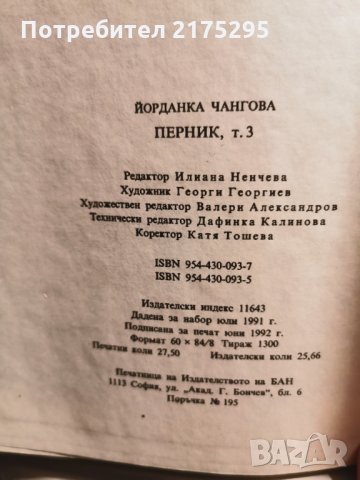 Потребител 2175295
ЙОРДАНКА ЧАНГОВА
ПЕРНИК, т. 3
Редактор Илиана Ненчева
Художник Георги Георгиев
Художествен редактор Валери Александров
Технически редактор Дафинка Калинова
Коректор Катя Тошева
ISBN 954-430-093-7
ISBN 954-430-093-5
Издателски индекс 11643
Дадена за набор юли 1991 г.
Подписана за печат юни 1992 г.
Формат 60 × 84/8 Тираж 1300
Печатни коли 27,50 Издателски коли 25,66
Печатница на Издателството на БАН
1113 София, ул. „Акад. Г. Бончев“, бл. 6
Поръчка № 195
BAZAR